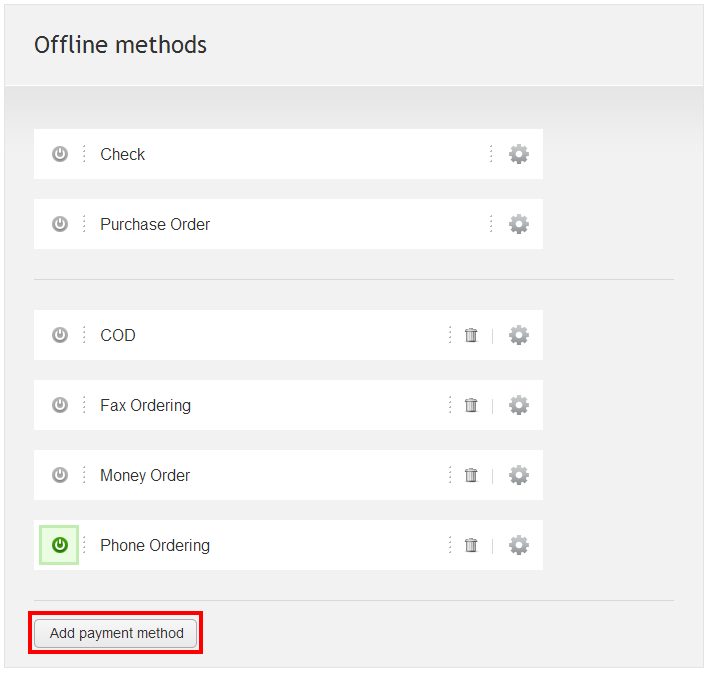 Offline methods
Check
Purchase Order
COD
Fax Ordering
Money Order
Phone Ordering
Add payment method